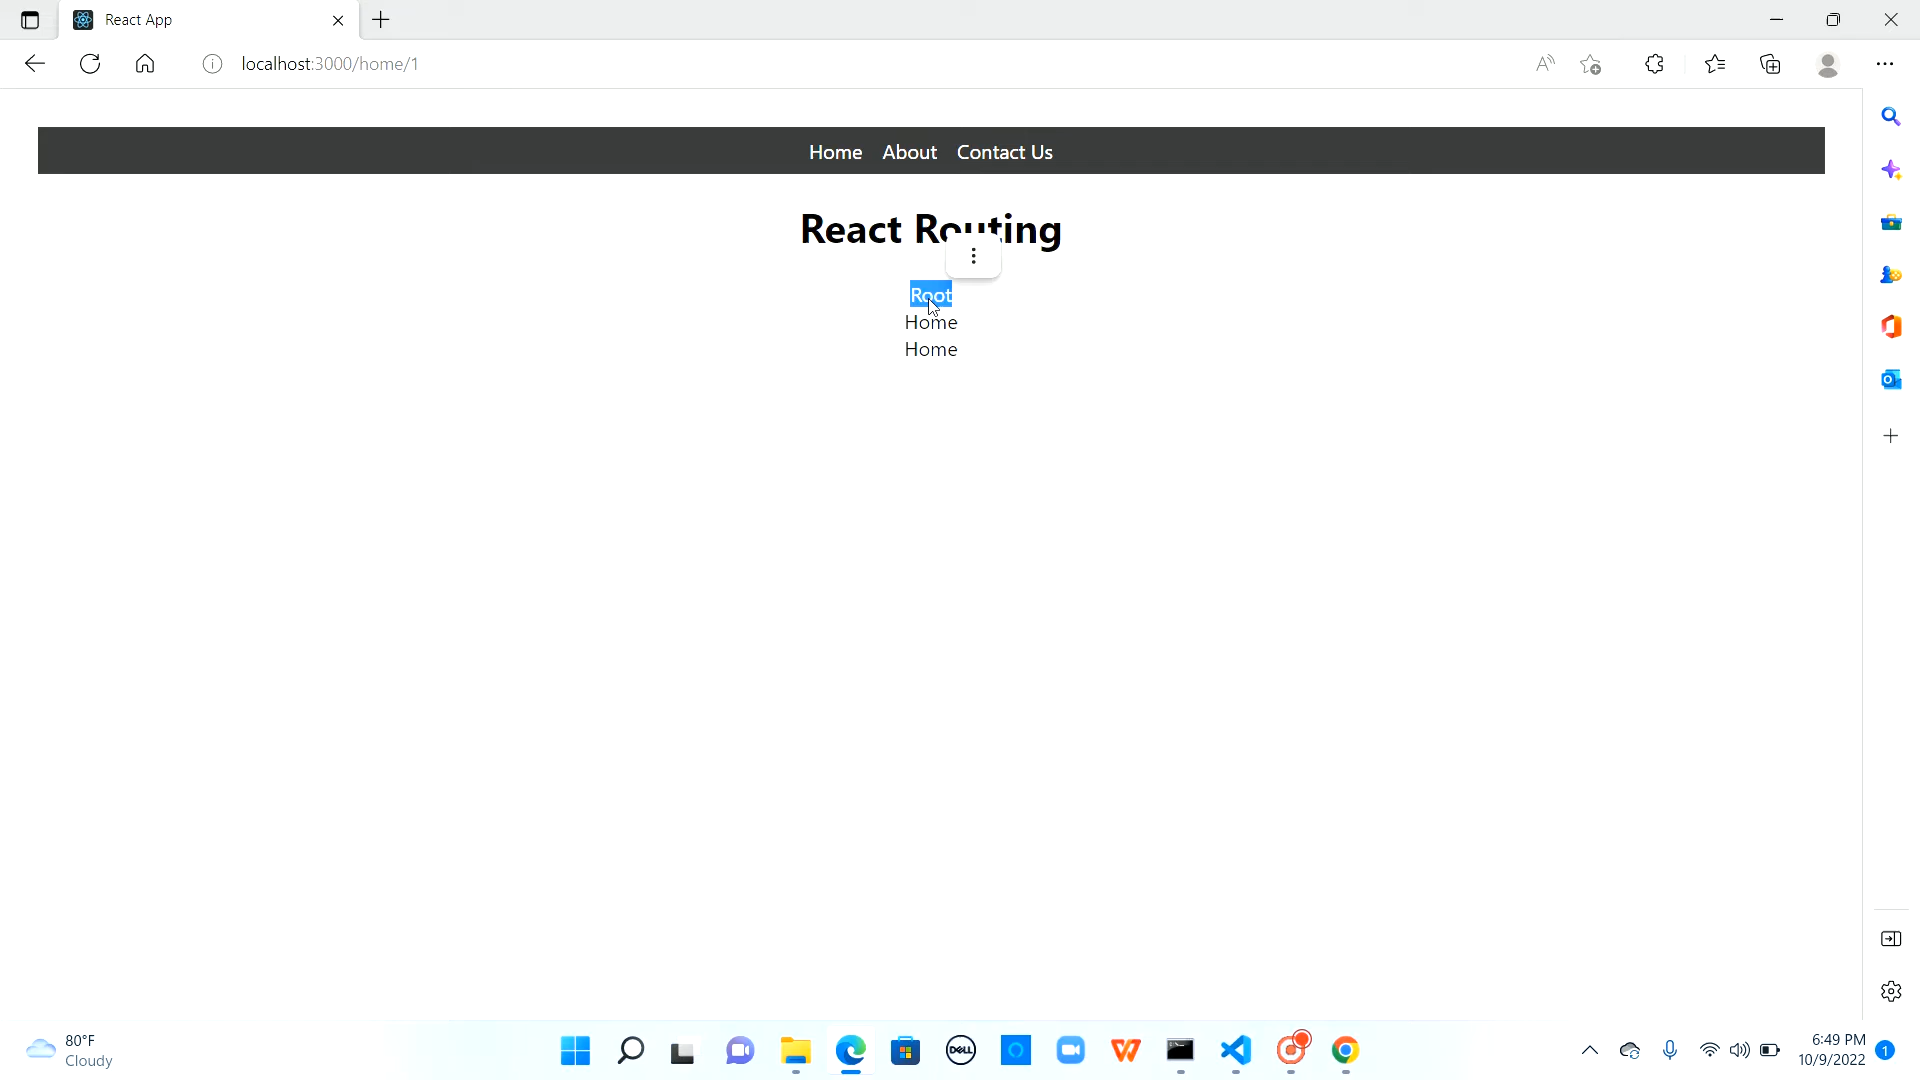 React App
localhost:3000/home/1
Home About Contact Us
React Routing
Root
Home
Home
80°F
Cloudy
DELL
6:49 PM
10/9/2022 1